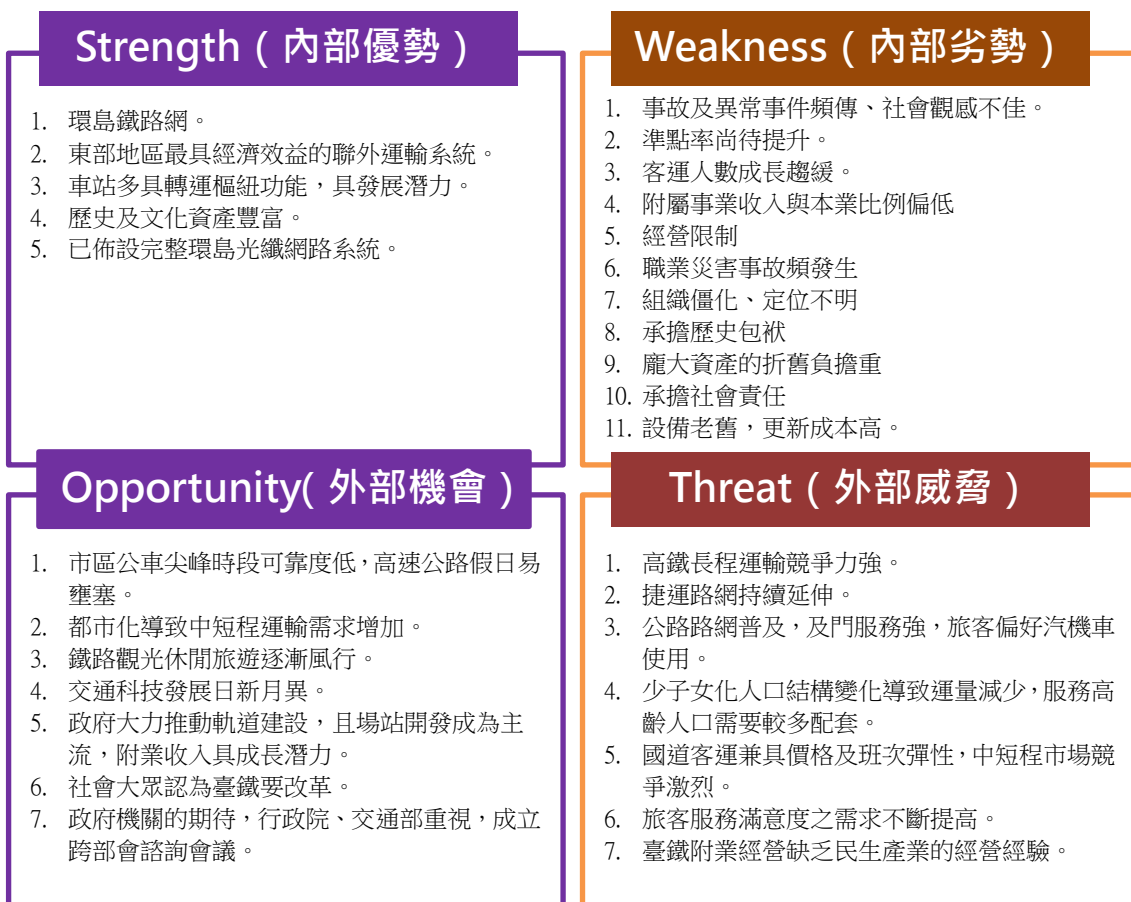 Strength（內部優勢）
1. 環島鐵路網。
2. 東部地區最具經濟效益的聯外運輸系統。
3. 車站多具轉運樞紐功能，具發展潛力。
4. 歷史及文化資產豐富。
5. 已佈設完整環島光纖網路系統。
Weakness（內部劣勢）
1. 事故及異常事件頻傳、社會觀感不佳。
2. 準點率尚待提升。
3. 客運人數成長趨緩。
4. 附屬事業收入與本業比例偏低
5. 經營限制
6. 職業災害事故頻發生
7. 組織僵化、定位不明
8. 承擔歷史包袱
9. 龐大資產的折舊負擔重
10. 承擔社會責任
11. 設備老舊，更新成本高。
Opportunity(外部機會）
1. 市區公車尖峰時段可靠度低，高速公路假日易
壅塞。
2. 都市化導致中短程運輸需求增加。
3. 鐵路觀光休閒旅遊逐漸風行。
4. 交通科技發展日新月異。
5. 政府大力推動軌道建設，且場站開發成為主
流，附業收入具成長潛力。
6. 社會大眾認為臺鐵要改革。
7. 政府機關的期待，行政院、交通部重視，成立
跨部會諮詢會議。
Threat（外部威脅）
1. 高鐵長程運輸競爭力強。
2. 捷運路網持續延伸。
3. 公路路網普及，及門服務強，旅客偏好汽機車
使用。
4. 少子女化人口結構變化導致運量減少，服務高
齡人口需要較多配套。
5. 國道客運兼具價格及班次彈性，中短程市場競
爭激烈。
6. 旅客服務滿意度之需求不斷提高。
7. 臺鐵附業經營缺乏民生產業的經營經驗。